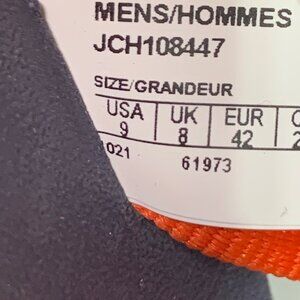 MENS/HOMMES
JCH108447
SIZE/GRANDEUR
USA UK EUR
9 8 42
021 61973